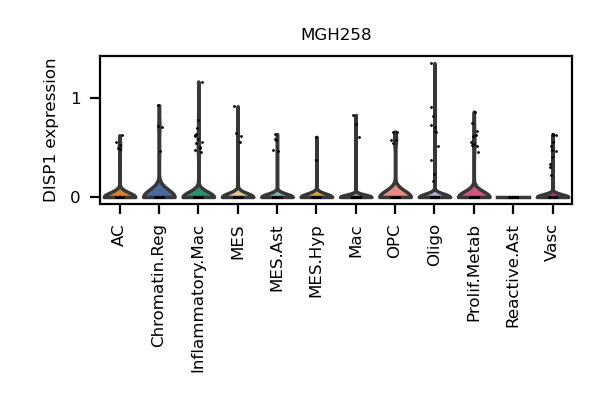 MGH258
DISP1 expression
1
0
AC
Chromatin.Reg
Inflammatory.Mac
MES
MES.Ast
MES.Hyp
Mac
OPC
Oligo
Prolif.Metab
Reactive.Ast
Vasc